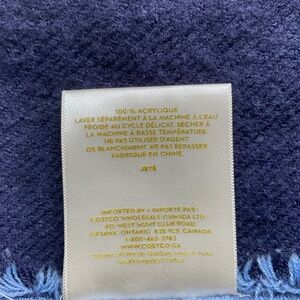 100 % ACRYLIQUE
LAVER SÉPARÉMENT À LA MACHINE À L'EAU
FROIDE AU CYCLE DÉLICAT. SÉCHER À
LA MACHINE À BASSE TEMPÉRATURE.
NE PAS UTILISER D'AGENT
DE BLANCHIMENT NE PAS REPASSER
FABRIQUÉ EN CHINE.
JETÉ
IMPORTED BY / IMPORTÉ PAR:
COSTCO WHOLESALE CANADA LTD
415 WEST HUNT CLUB ROAD
OTTAWA, ONTARIO K2E 1C5 CANADA
1-800-463-3783
WWW.COSTCO.CA